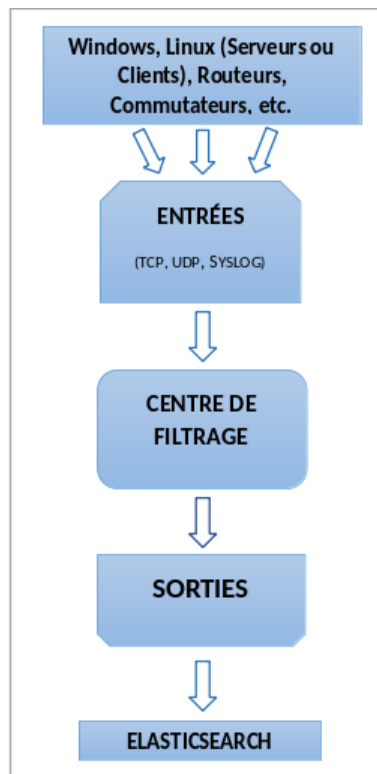 Windows, Linux (Serveurs ou
Clients), Routeurs,
Commutateurs, etc.
ENTRÉES
(TCP, UDP, SYSLOG)
CENTRE DE
FILTRAGE
SORTIES
ELASTICSEARCH